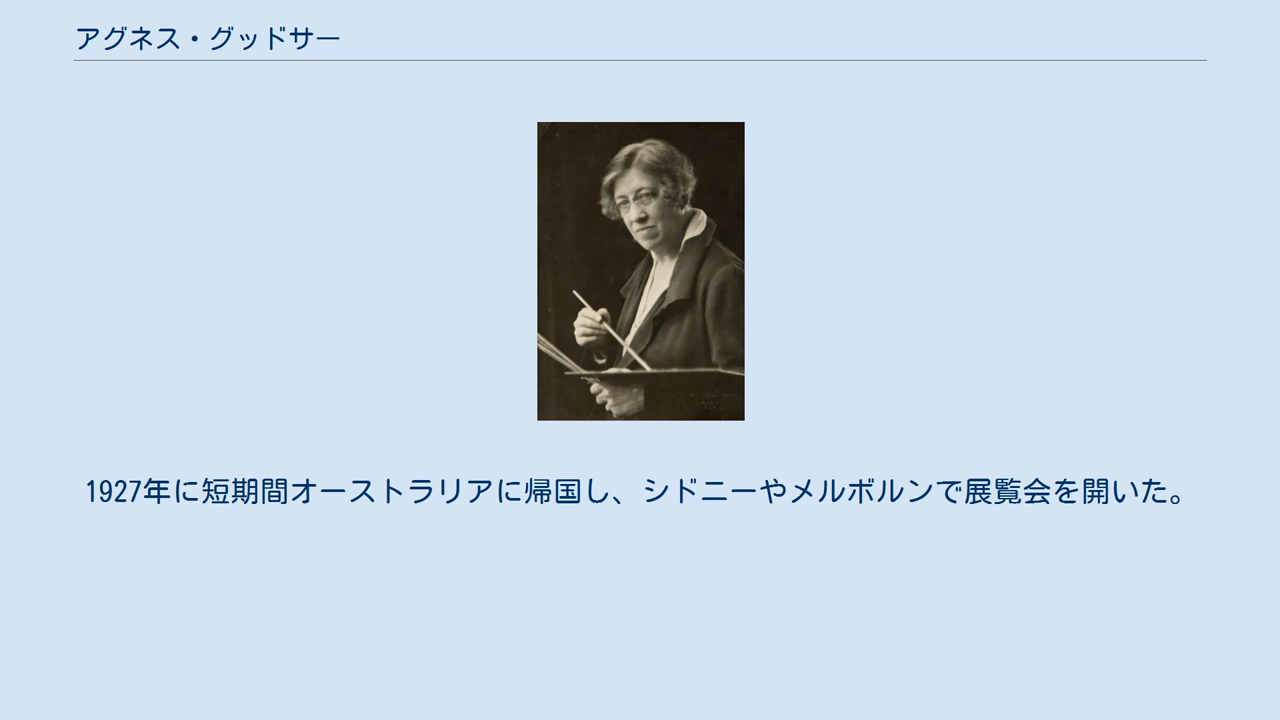 アグネス・グッドサー
1927年に短期間オーストラリアに帰国し、シドニーやメルボルンで展覧会を開いた。